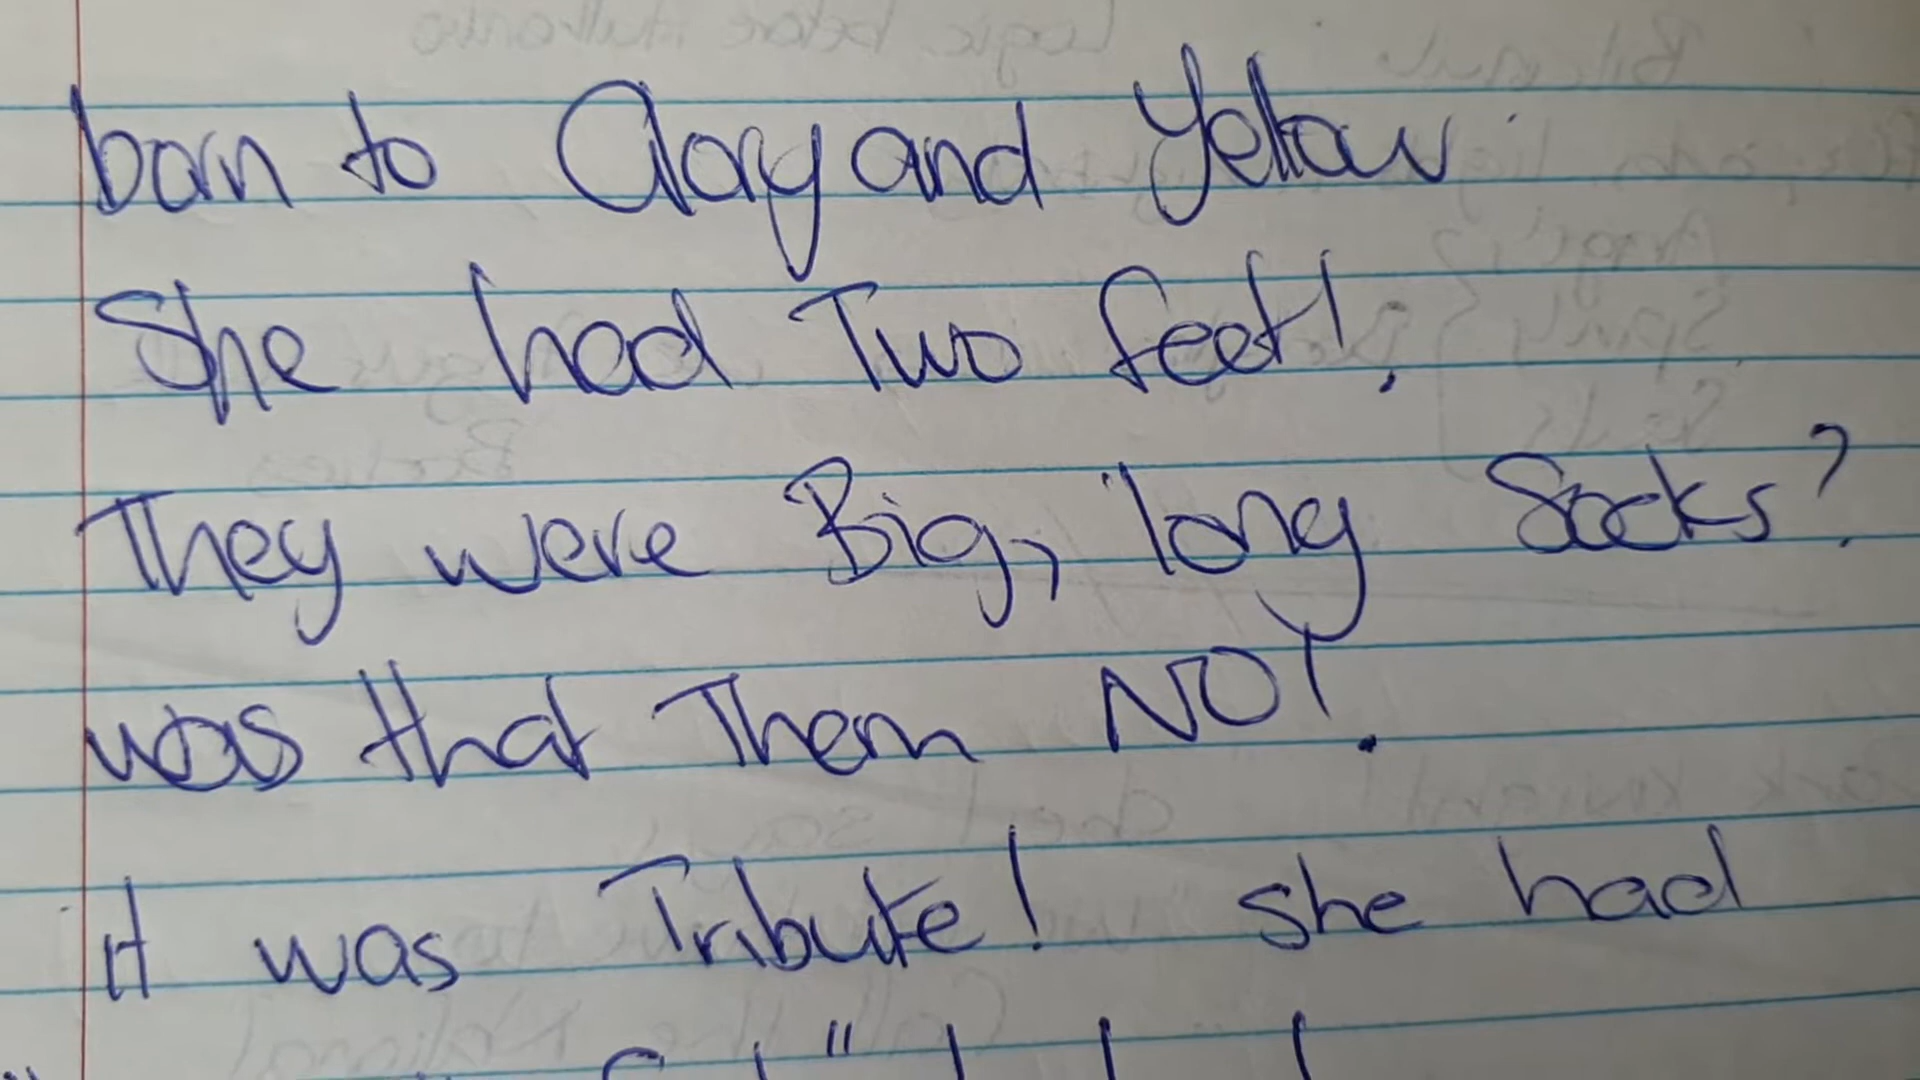 born to Glory and Yellow
She had Two feet!
They were Big, long Socks?
was that Them NO!
it was Tribute! she had